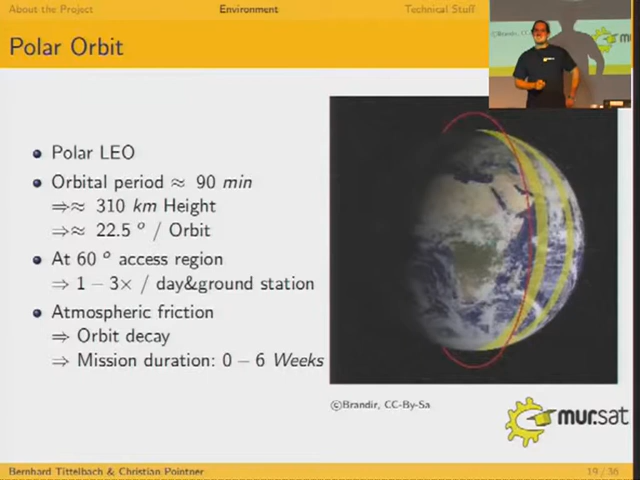 About the Project
Environment
Technical Stuff
Polar Orbit
Polar LEO
Orbital period ≈ 90 min
⇒≈ 310 km Height
⇒≈ 22.5 ° / Orbit
At 60 ° access region
⇒ 1 − 3× / day&ground station
Atmospheric friction
⇒ Orbit decay
⇒ Mission duration: 0 − 6 Weeks
©Brandir, CC-By-Sa
mur.sat
Bernhard Tittelbach & Christian Pointner
19 / 36